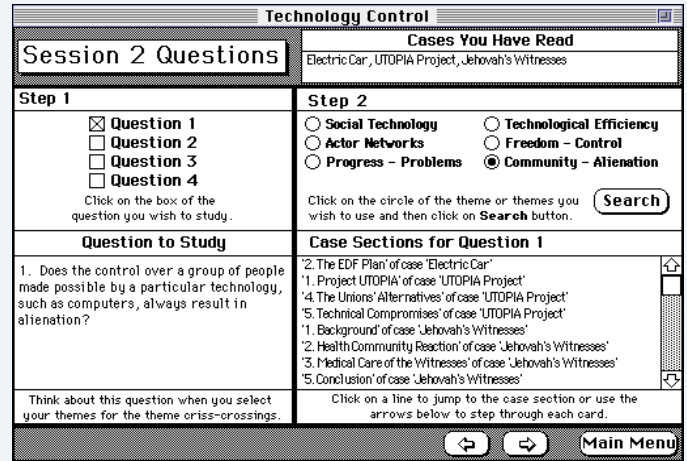 Technology Control
Session 2 Questions
Cases You Have Read
Electric Car, UTOPIA Project, Jehovah's Witnesses
Step 1
Question 1
Question 2
Question 3
Question 4
Click on the box of the
question you wish to study.
Step 2
Social Technology
Technological Efficiency
Actor Networks
Freedom - Control
Progress - Problems
Community - Alienation
Click on the circle of the theme or themes you
wish to use and then click on Search button.
Search
Question to Study
1. Does the control over a group of people
made possible by a particular technology,
such as computers, always result in
alienation?
Think about this question when you select
your themes for the theme criss-crossings.
Case Sections for Question 1
'2. The EDF Plan' of case 'Electric Car'
'1. Project UTOPIA' of case 'UTOPIA Project'
'4. The Unions' Alternatives' of case 'UTOPIA Project'
'5. Technical Compromises' of case 'UTOPIA Project'
'1. Background' of case 'Jehovah's Witnesses'
'2. Health Community Reaction' of case 'Jehovah's Witnesses'
'3. Medical Care of the Witnesses' of case 'Jehovah's Witnesses'
'5. Conclusion' of case 'Jehovah's Witnesses'
Click on a line to jump to the case section or use the
arrows below to step through each card.
Main Menu